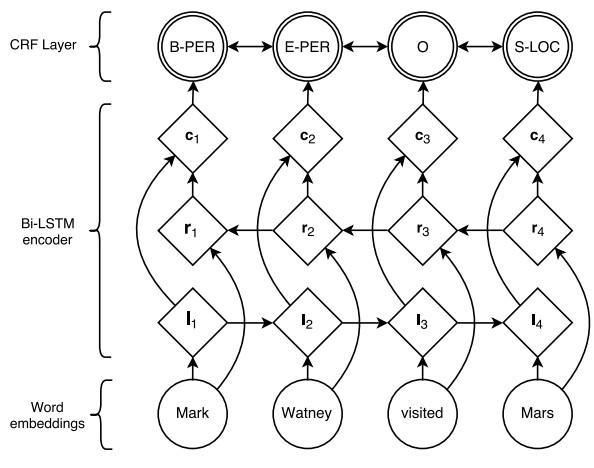 CRF Layer
B-PER
E-PER
O
S-LOC
c1
c2
c3
c4
Bi-LSTM
encoder
r1
r2
r3
r4
l1
l2
l3
l4
Word
embeddings
Mark
Watney
visited
Mars